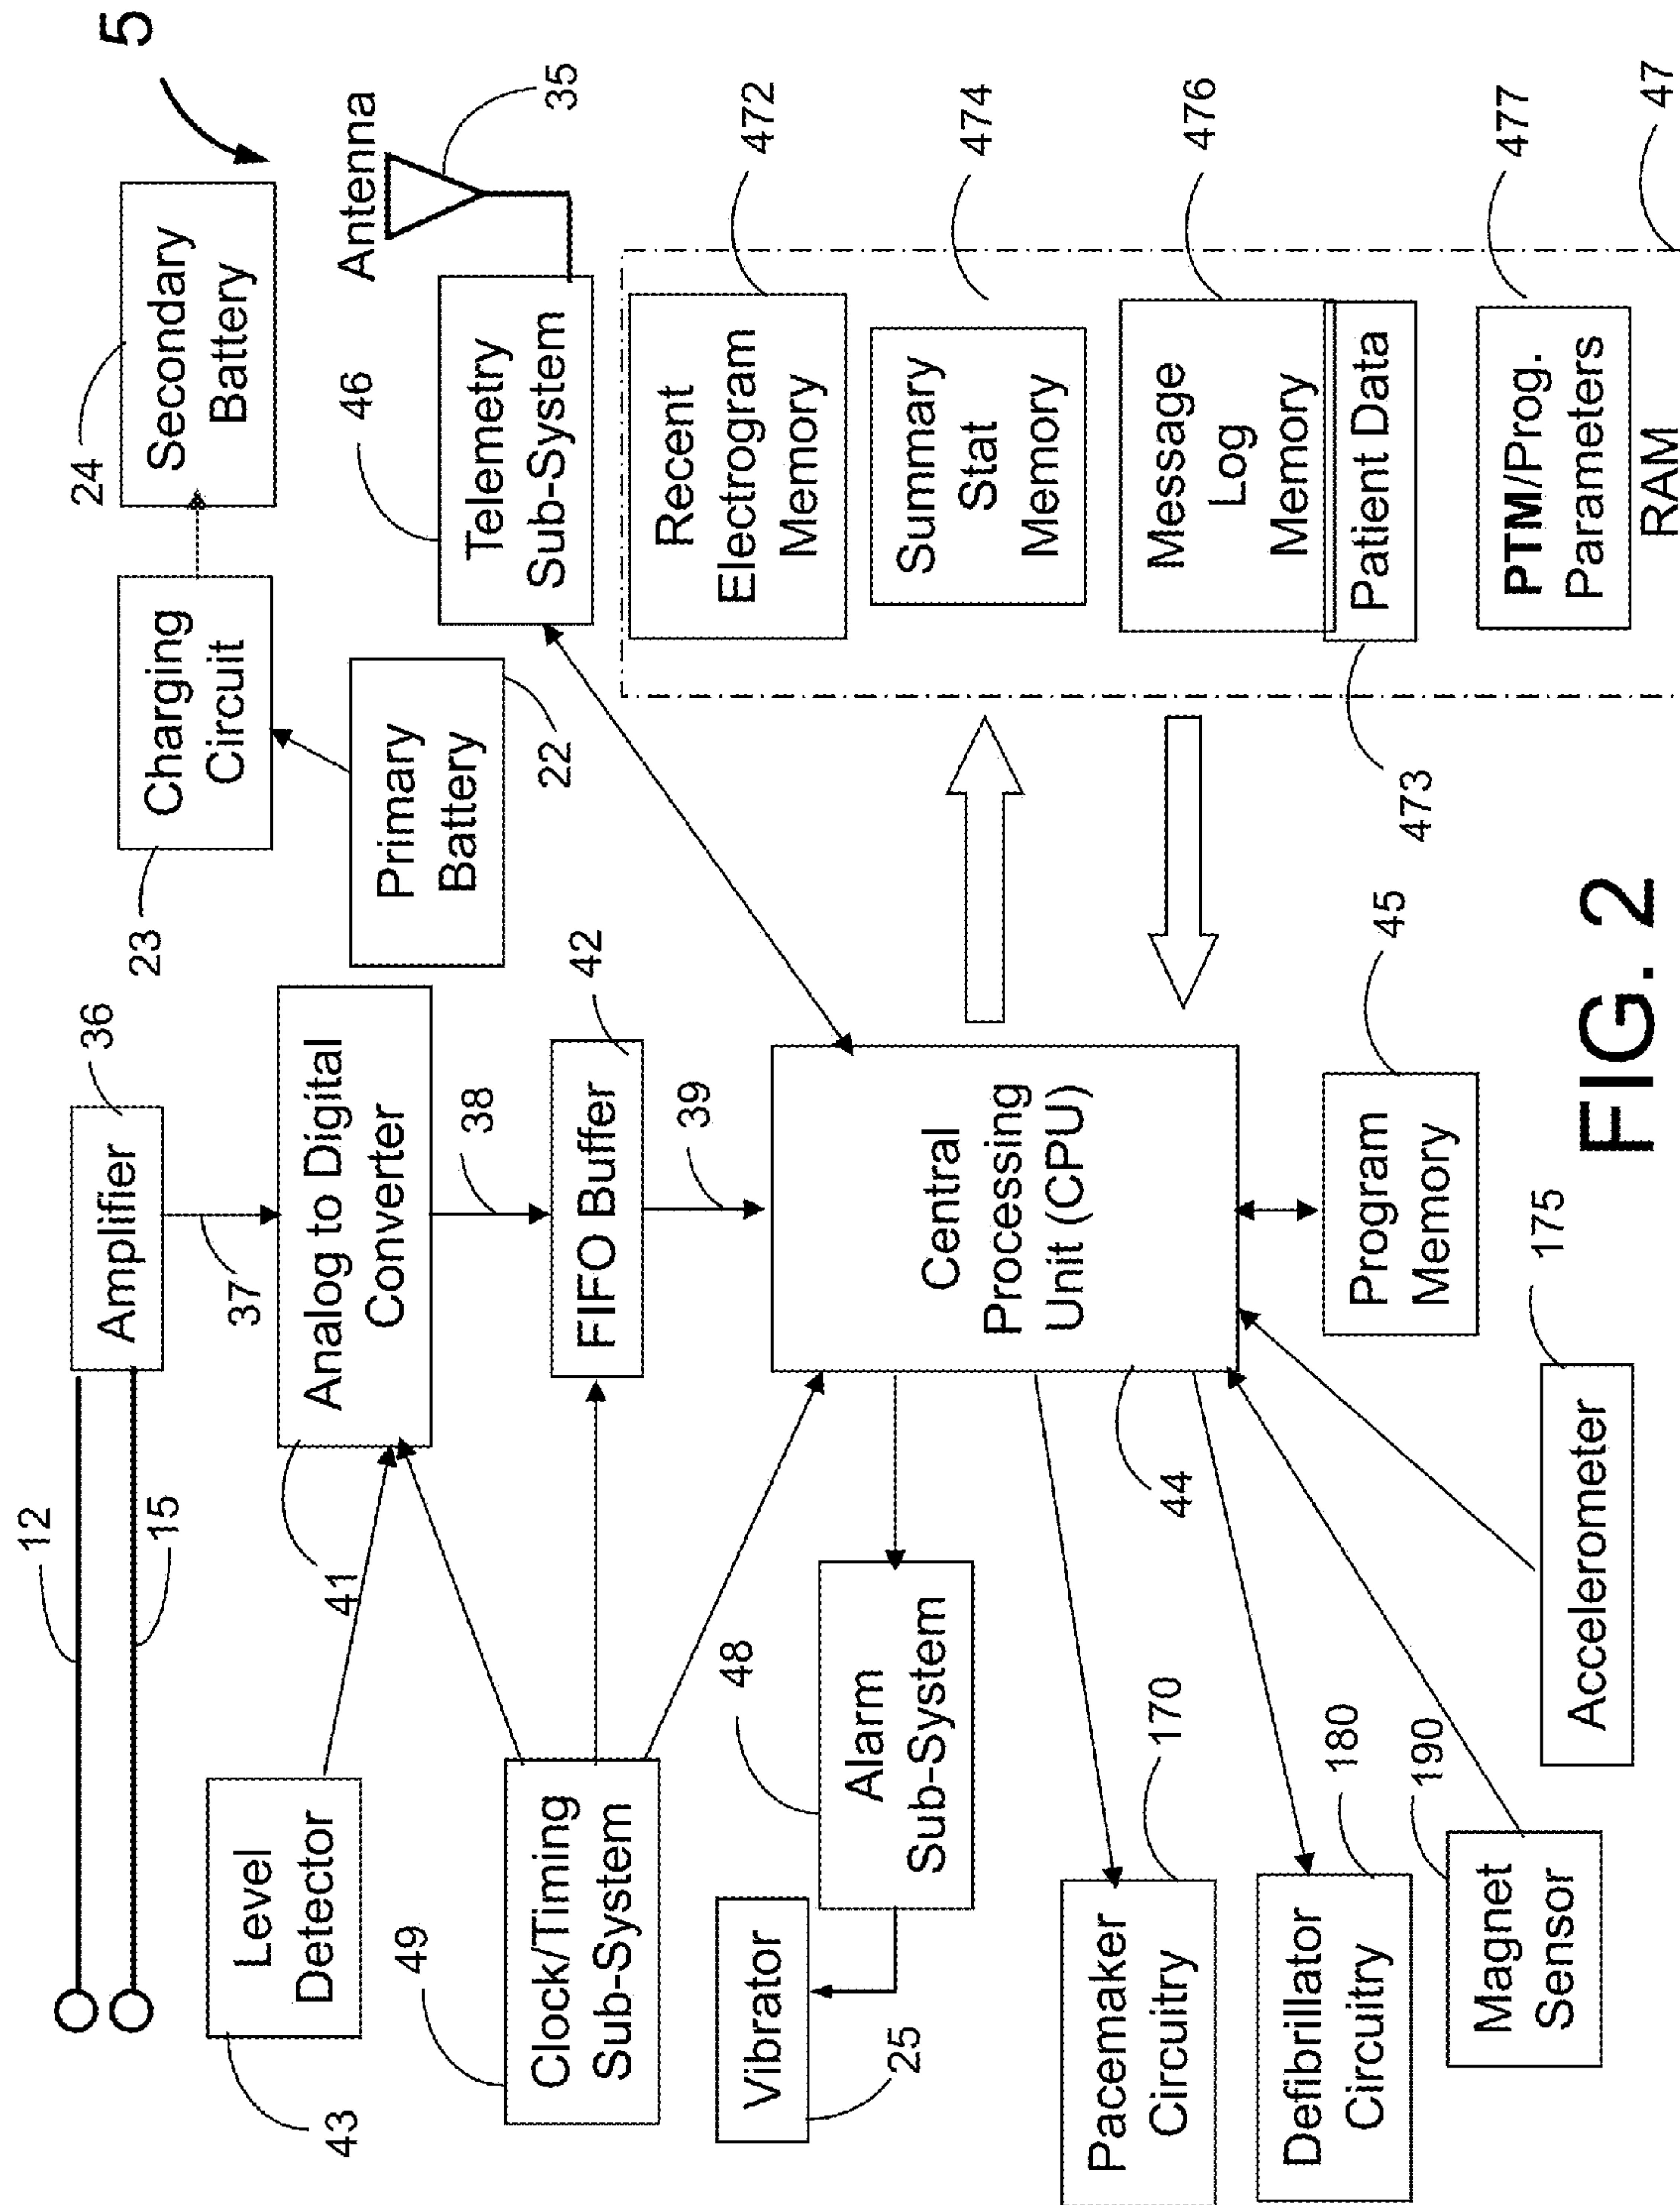 12
15
Amplifier
36
37
Level
Detector
43
41
Analog to Digital
Converter
38
Clock/Timing
Sub-System
49
FIFO Buffer
42
39
Vibrator
25
48
Alarm
Sub-System
Central
Processing
Unit (CPU)
44
Pacemaker
Circuitry
170
Defibrillator
Circuitry
180
Magnet
Sensor
190
Accelerometer
175
Program
Memory
45
23
Charging
Circuit
24
Secondary
Battery
5
Primary
Battery
22
46
Telemetry
Sub-System
Antenna
35
Recent
Electrogram
Memory
472
Summary
Stat
Memory
474
Message
Log
Memory
476
Patient Data
473
PTM/Prog.
Parameters
477
RAM
47
FIG. 2